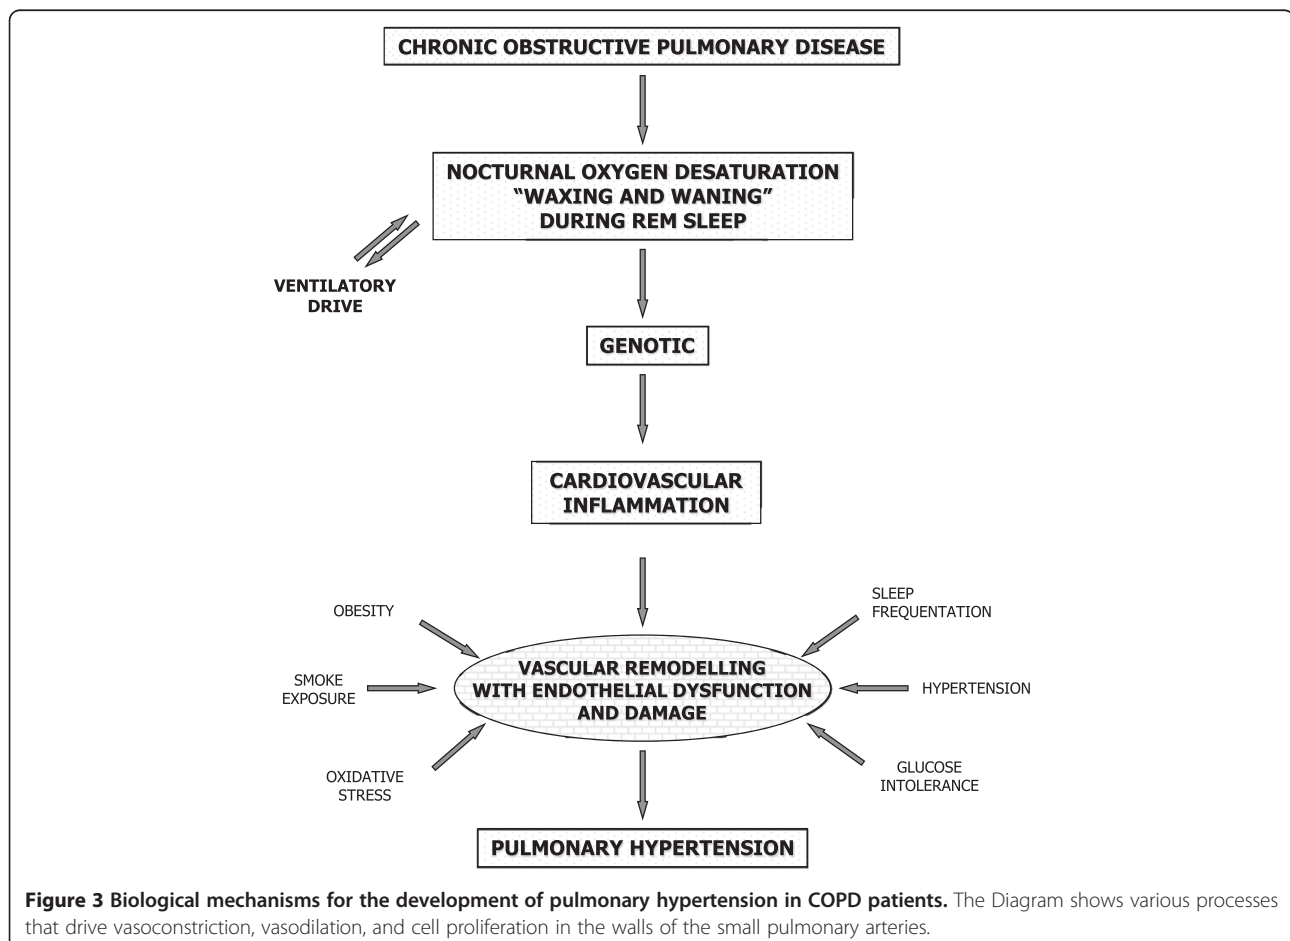 CHRONIC OBSTRUCTIVE PULMONARY DISEASE
NOCTURNAL OXYGEN DESATURATION
“WAXING AND WANING”
DURING REM SLEEP
VENTILATORY
DRIVE
GENOTIC
CARDIOVASCULAR
INFLAMMATION
OBESITY
SMOKE
EXPOSURE
OXIDATIVE
STRESS
VASCULAR REMODELLING
WITH ENDOTHELIAL DYSFUNCTION
AND DAMAGE
SLEEP
FREQUENTATION
HYPERTENSION
GLUCOSE
INTOLERANCE
PULMONARY HYPERTENSION
Figure 3 Biological mechanisms for the development of pulmonary hypertension in COPD patients. The Diagram shows various processes
that drive vasoconstriction, vasodilation, and cell proliferation in the walls of the small pulmonary arteries.